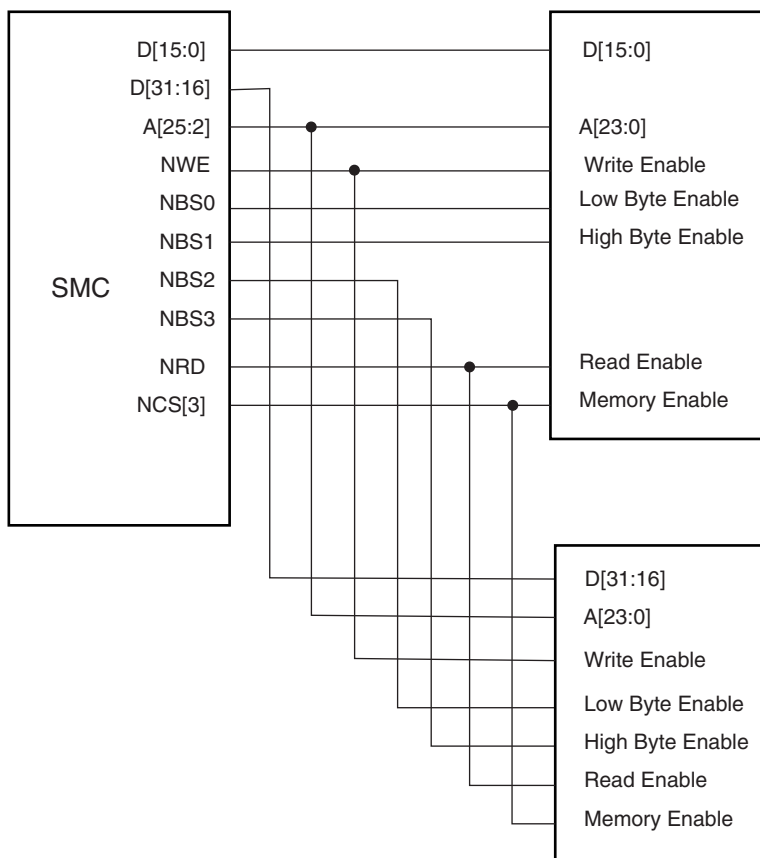 D[15:0]
D[31:16]
A[25:2]
NWE
NBS0
NBS1
NBS2
NBS3
NRD
NCS[3]
SMC
D[15:0]
A[23:0]
Write Enable
Low Byte Enable
High Byte Enable
Read Enable
Memory Enable
D[31:16]
A[23:0]
Write Enable
Low Byte Enable
High Byte Enable
Read Enable
Memory Enable